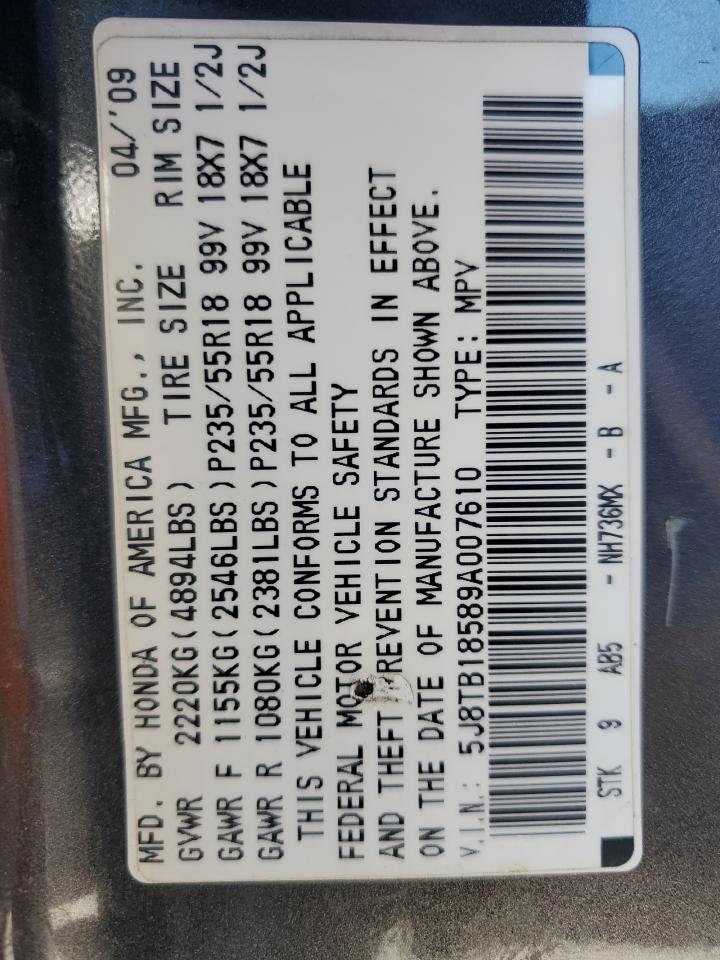 MFD. BY HONDA OF AMERICA MFG., INC. 04/'09
GVWR 2220KG(4894LBS) TIRE SIZE RIM SIZE
GAWR F 1155KG(2546LBS)P235/55R18 99V 18X7 1/2J
GAWR R 1080KG(2381LBS)P235/55R18 99V 18X7 1/2J
THIS VEHICLE CONFORMS TO ALL APPLICABLE
FEDERAL MOTOR VEHICLE SAFETY
AND THEFT PREVENTION STANDARDS IN EFFECT
ON THE DATE OF MANUFACTURE SHOWN ABOVE.
V.I.N.: 5J8TB18589A007610 TYPE: MPV
STK 9 AB5 - NH736MX - B - A